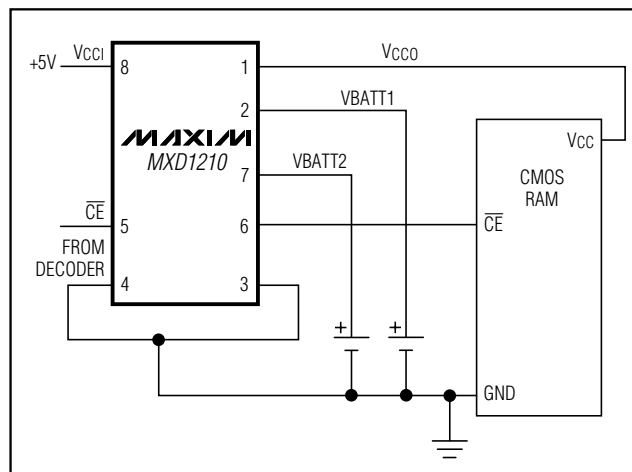 +5V
VCCI
8
1
VCCO
2
VBATT1
MAXIM
MXD1210
7
VBATT2
VCC
CMOS
RAM
CE
5
6
CE
FROM
DECODER
4
3
+
+
GND